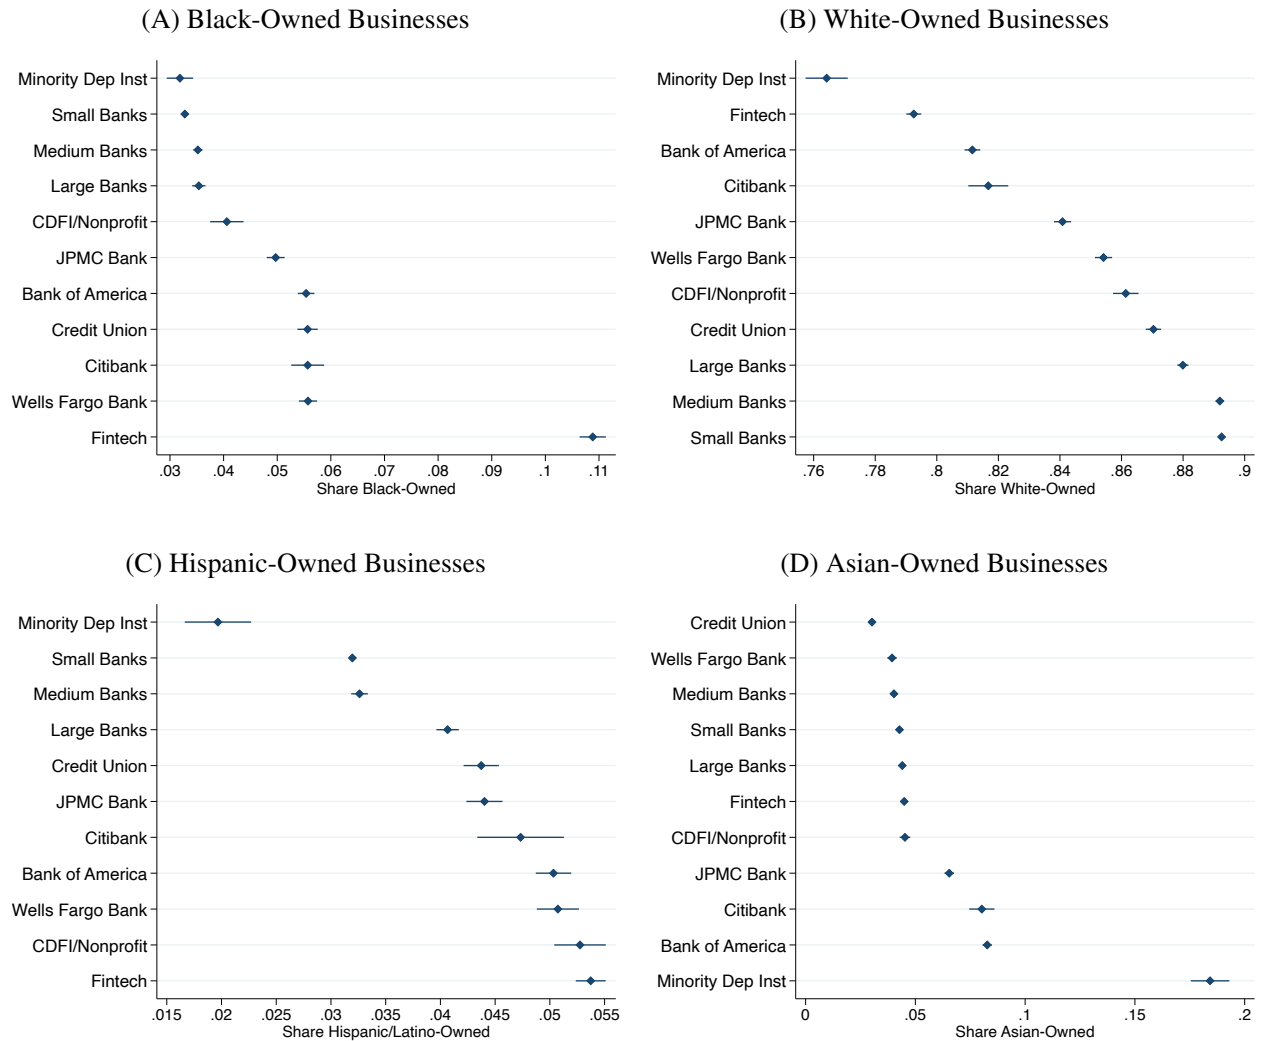 (A) Black-Owned Businesses
Minority Dep Inst
Small Banks
Medium Banks
Large Banks
CDFI/Nonprofit
JPMC Bank
Bank of America
Credit Union
Citibank
Wells Fargo Bank
Fintech
.03 .04 .05 .06 .07 .08 .09 .1 .11
Share Black-Owned
(B) White-Owned Businesses
Minority Dep Inst
Fintech
Bank of America
Citibank
JPMC Bank
Wells Fargo Bank
CDFI/Nonprofit
Credit Union
Large Banks
Medium Banks
Small Banks
.76 .78 .8 .82 .84 .86 .88 .9
Share White-Owned
(C) Hispanic-Owned Businesses
Minority Dep Inst
Small Banks
Medium Banks
Large Banks
Credit Union
JPMC Bank
Citibank
Bank of America
Wells Fargo Bank
CDFI/Nonprofit
Fintech
.015 .02 .025 .03 .035 .04 .045 .05 .055
Share Hispanic/Latino-Owned
(D) Asian-Owned Businesses
Credit Union
Wells Fargo Bank
Medium Banks
Small Banks
Large Banks
Fintech
CDFI/Nonprofit
JPMC Bank
Citibank
Bank of America
Minority Dep Inst
0 .05 .1 .15 .2
Share Asian-Owned